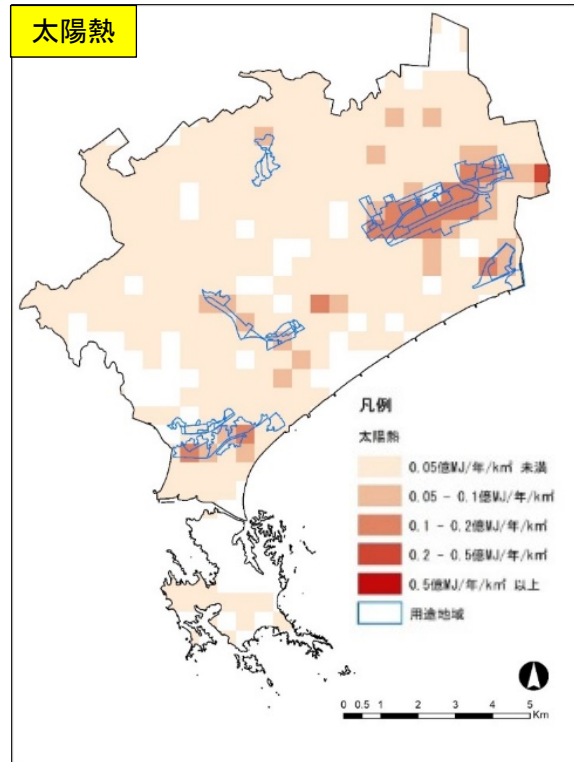 太陽熱
凡例
太陽熱
0.05億MJ/年/k㎡ 未満
0.05 - 0.1億MJ/年/k㎡
0.1 - 0.2億MJ/年/k㎡
0.2 - 0.5億MJ/年/k㎡
0.5億MJ/年/k㎡ 以上
用途地域
0 0.5 1 2 3 4 5
Km